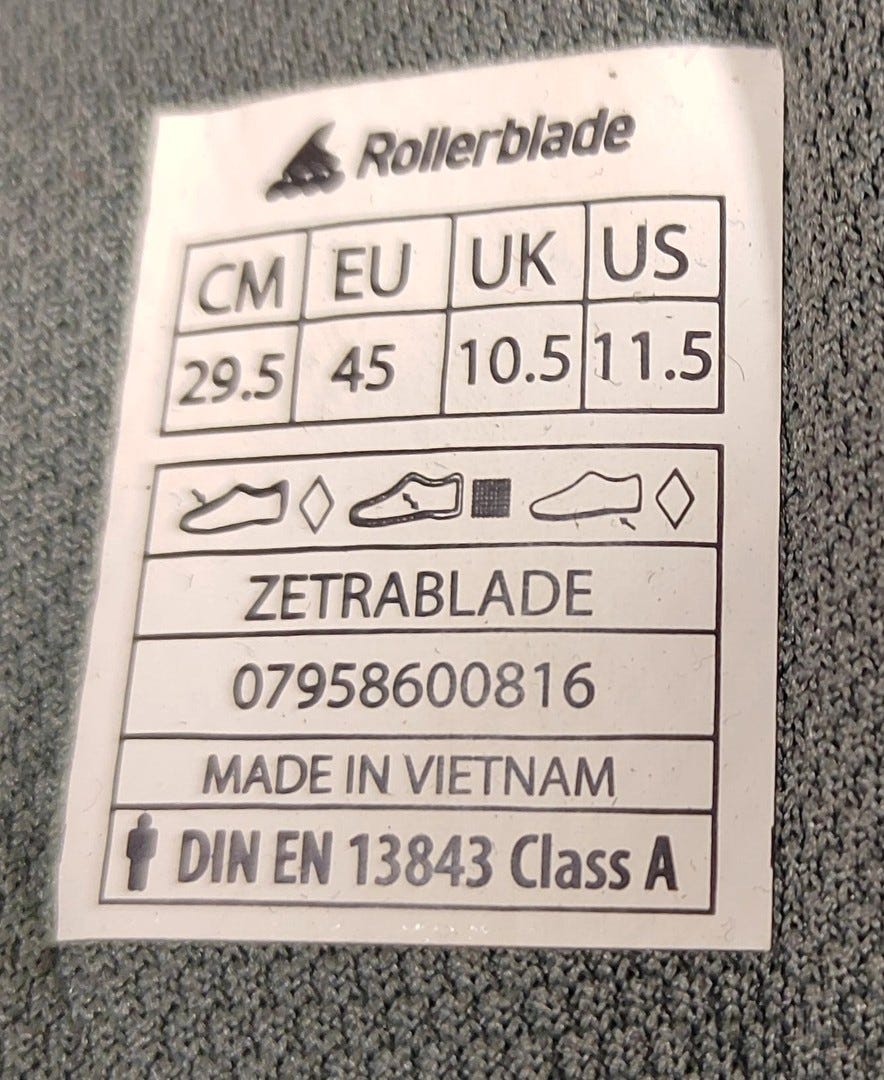 Rollerblade
CM EU UK US
29.5 45 10.5 11.5
ZETRABLADE
07958600816
MADE IN VIETNAM
DIN EN 13843 Class A